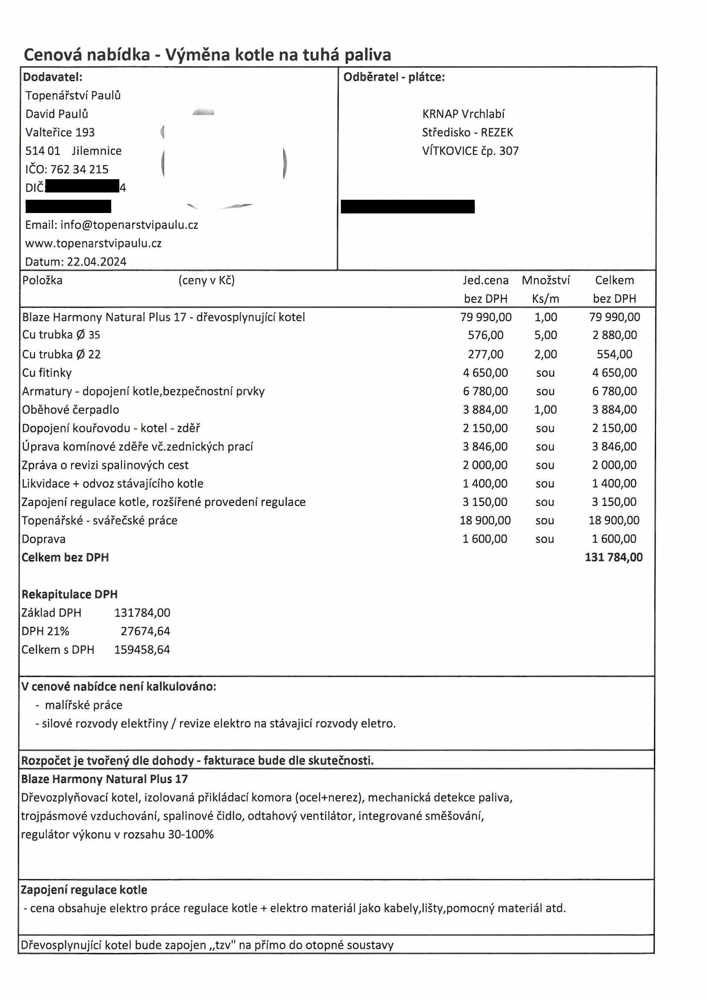 Cenová nabídka - Výměna kotle na tuhá paliva
Dodavatel:
Topenářství Paulů
David Paulů
Valteřice 193
514 01 Jilemnice
IČO: 762 34 215
DIČ: 4
Email: info@topenarstvipaulu.cz
www.topenarstvipaulu.cz
Datum: 22.04.2024
Odběratel - plátce:
KRNAP Vrchlabí
Středisko - REZEK
VÍTKOVICE čp. 307
Položka (ceny v Kč) Jed.cena Množství Celkem
bez DPH Ks/m bez DPH
Blaze Harmony Natural Plus 17 - dřevosplynující kotel 79 990,00 1,00 79 990,00
Cu trubka Ø 35 576,00 5,00 2 880,00
Cu trubka Ø 22 277,00 2,00 554,00
Cu fitinky 4 650,00 sou 4 650,00
Armatury - dopojení kotle,bezpečnostní prvky 6 780,00 sou 6 780,00
Oběhové čerpadlo 3 884,00 1,00 3 884,00
Dopojení kouřovodu - kotel - zděř 2 150,00 sou 2 150,00
Úprava komínové zděře vč.zednických prací 3 846,00 sou 3 846,00
Zpráva o revizi spalinových cest 2 000,00 sou 2 000,00
Likvidace + odvoz stávajícího kotle 1 400,00 sou 1 400,00
Zapojení regulace kotle, rozšířené provedení regulace 3 150,00 sou 3 150,00
Topenářské - svářečské práce 18 900,00 sou 18 900,00
Doprava 1 600,00 sou 1 600,00
Celkem bez DPH 131 784,00
Rekapitulace DPH
Základ DPH 131784,00
DPH 21% 27674,64
Celkem s DPH 159458,64
V cenové nabídce není kalkulováno:
- malířské práce
- silové rozvody elektřiny / revize elektro na stávajicí rozvody eletro.
Rozpočet je tvořený dle dohody - fakturace bude dle skutečnosti.
Blaze Harmony Natural Plus 17
Dřevozplyňovací kotel, izolovaná přikládací komora (ocel+nerez), mechanická detekce paliva,
trojpásmové vzduchování, spalinové čidlo, odtahový ventilátor, integrované směšování,
regulátor výkonu v rozsahu 30-100%
Zapojení regulace kotle
- cena obsahuje elektro práce regulace kotle + elektro materiál jako kabely,lišty,pomocný materiál atd.
Dřevosplynující kotel bude zapojen ,,tzv" na přímo do otopné soustavy